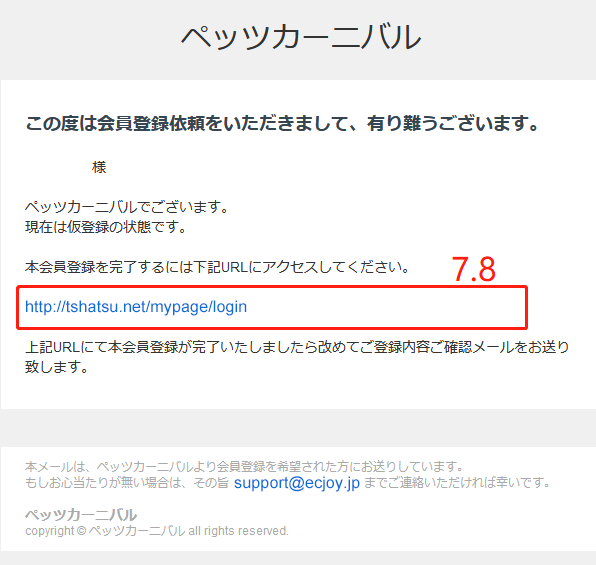 ペッツカーニバル
この度は会員登録依頼をいただきまして、有り難うございます。
様
ペッツカーニバルでございます。
現在は仮登録の状態です。
本会員登録を完了するには下記URLにアクセスしてください。
7.8
http://tshatsu.net/mypage/login
上記URLにて本会員登録が完了いたしましたら改めてご登録内容ご確認メールをお送り
致します。
本メールは、ペッツカーニバルより会員登録を希望された方にお送りしています。
もしお心当たりが無い場合は、その旨 support@ecjoy.jp までご連絡いただければ幸いです。
ペッツカーニバル
copyright © ペッツカーニバル all rights reserved.